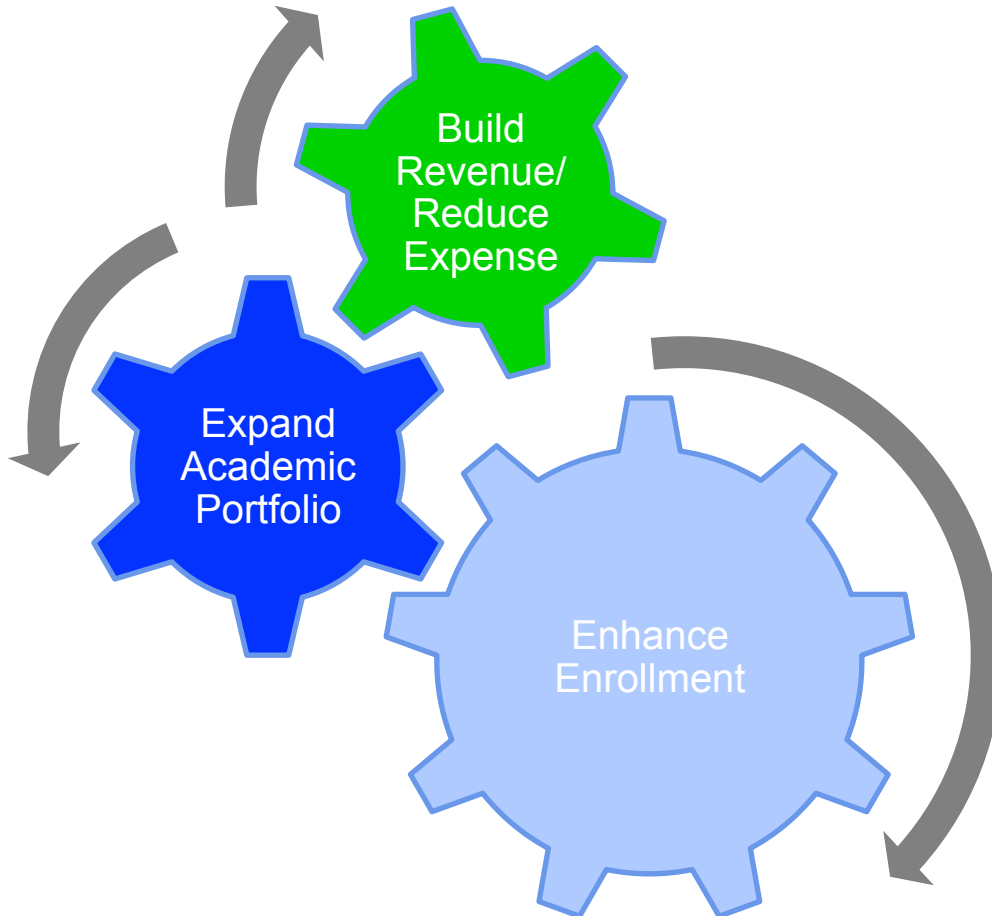 Build
Revenue/
Reduce
Expense
Expand
Academic
Portfolio
Enhance
Enrollment